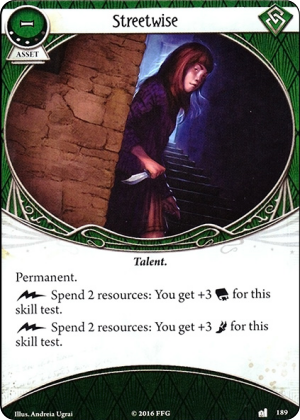 Streetwise
—
ASSET
Talent.
Permanent.
Spend 2 resources: You get +3 for this
skill test.
Spend 2 resources: You get +3 for this
skill test.
Illus. Andreia Ugrai
© 2016 FFG
189